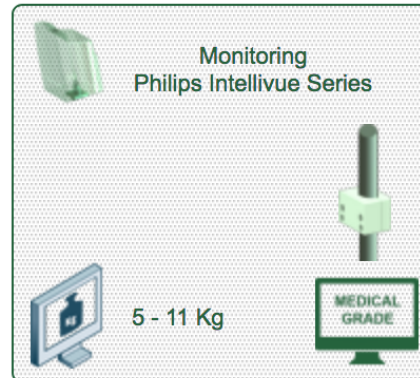 Monitoring
Philips Intellivue Series
5 - 11 Kg
MEDICAL
GRADE